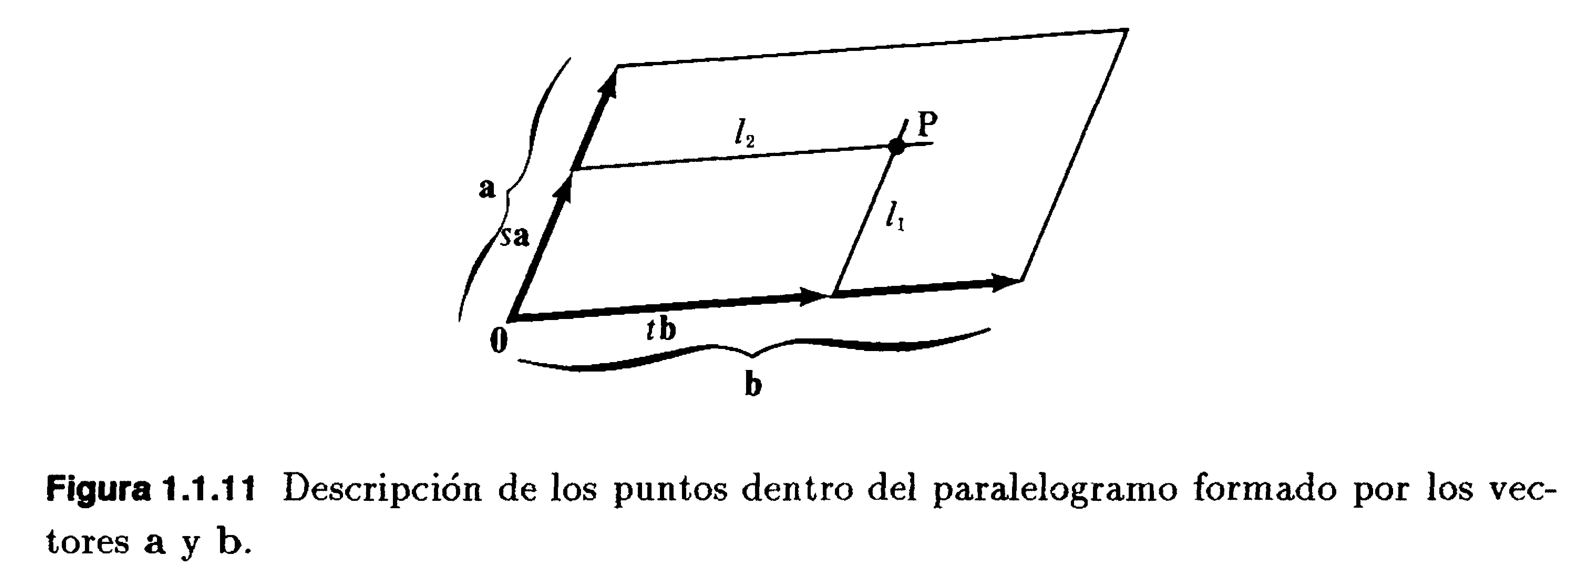 P
l₂
a
l₁
sa
0
tb
b
Figura 1.1.11 Descripción de los puntos dentro del paralelogramo formado por los vec-
tores a y b.